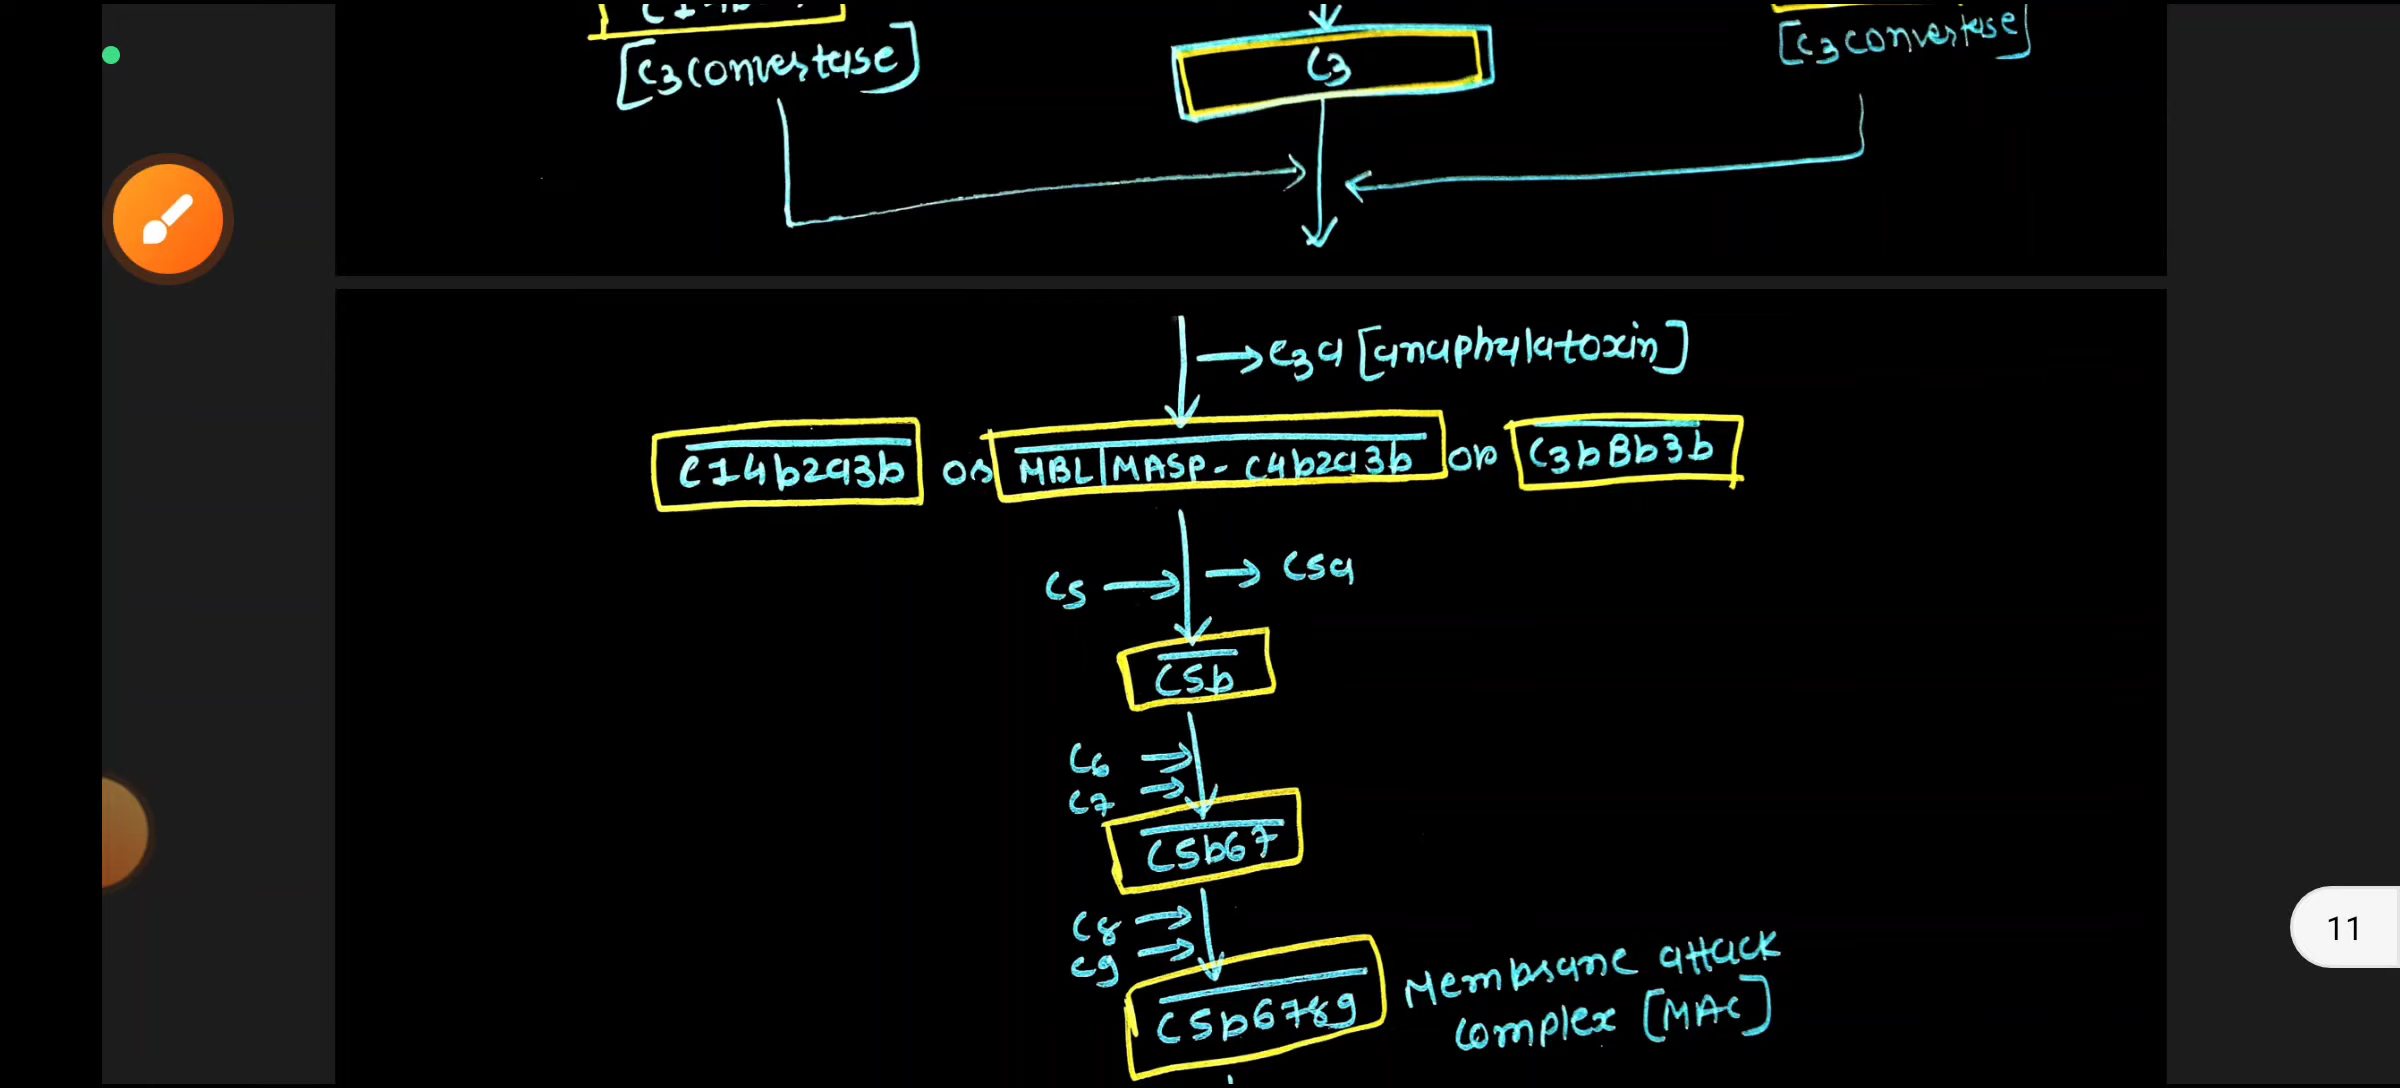 [C3 convertase]
C3
[C3 convertase]
→ C3a [anaphylatoxin]
C14b2a3b or MBL|MASP-C4b2a3b or C3bBb3b
C5 → → C5a
C5b
C6 →
C7 →
C5b67
C8 →
C9 →
C5b6789 Membrane attack
complex [MAC]
11